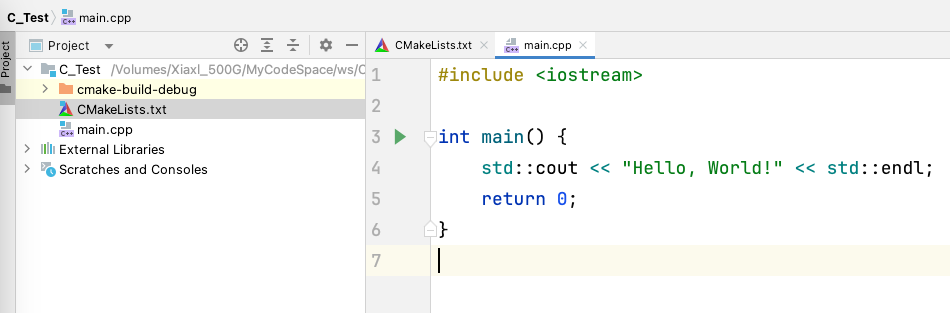 C_Test main.cpp
Project
Project
C_Test /Volumes/Xiaxl_500G/MyCodeSpace/ws/C
cmake-build-debug
CMakeLists.txt
main.cpp
External Libraries
Scratches and Consoles
CMakeLists.txt main.cpp
1 #include <iostream>
2
3 int main() {
4 std::cout << "Hello, World!" << std::endl;
5 return 0;
6 }
7